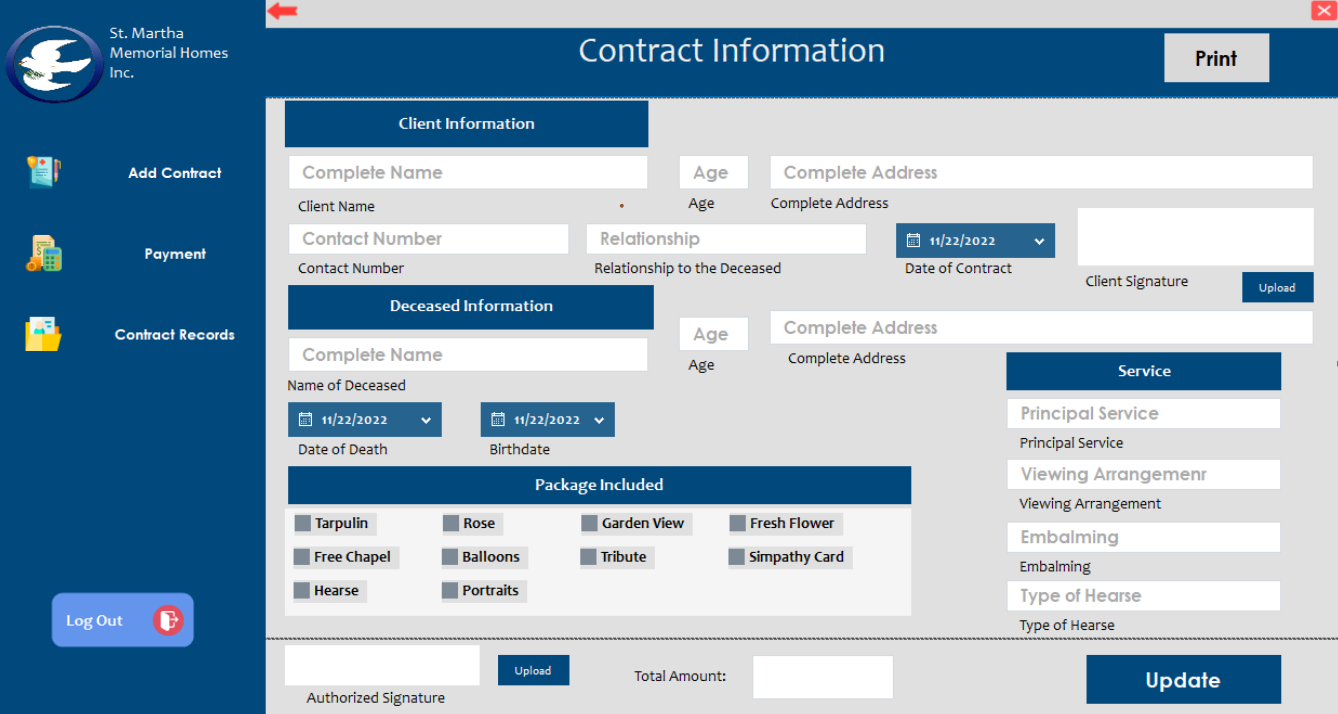 St. Martha
Memorial Homes
Inc.
Contract Information
Print
Add Contract
Payment
Contract Records
Log Out
Client Information
Complete Name
Age
Complete Address
Client Name
Age
Complete Address
Contact Number
Relationship
11/22/2022
Contact Number
Relationship to the Deceased
Date of Contract
Client Signature
Upload
Deceased Information
Complete Name
Age
Complete Address
Name of Deceased
Age
Complete Address
11/22/2022
11/22/2022
Date of Death
Birthdate
Service
Principal Service
Principal Service
Viewing Arrangemenr
Viewing Arrangement
Embalming
Embalming
Type of Hearse
Type of Hearse
Package Included
Tarpulin
Rose
Garden View
Fresh Flower
Free Chapel
Balloons
Tribute
Simpathy Card
Hearse
Portraits
Authorized Signature
Upload
Total Amount:
Update